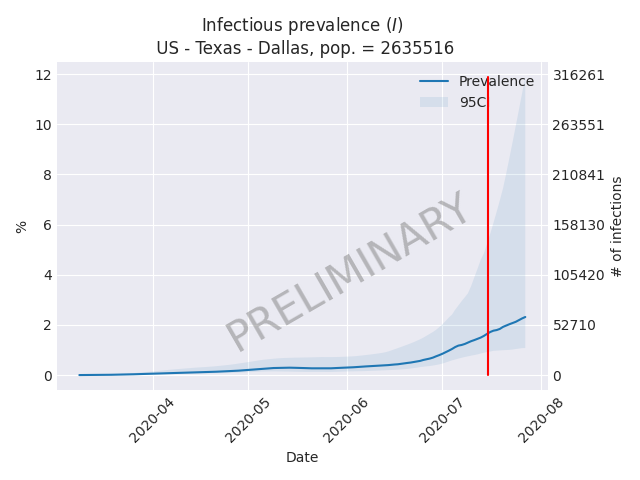 Infectious prevalence (I)
US - Texas - Dallas, pop. = 2635516
12
10
8
6
4
2
0
%
316261
263551
210841
158130
105420
52710
0
# of infections
Prevalence
95C
PRELIMINARY
2020-04
2020-05
2020-06
2020-07
2020-08
Date